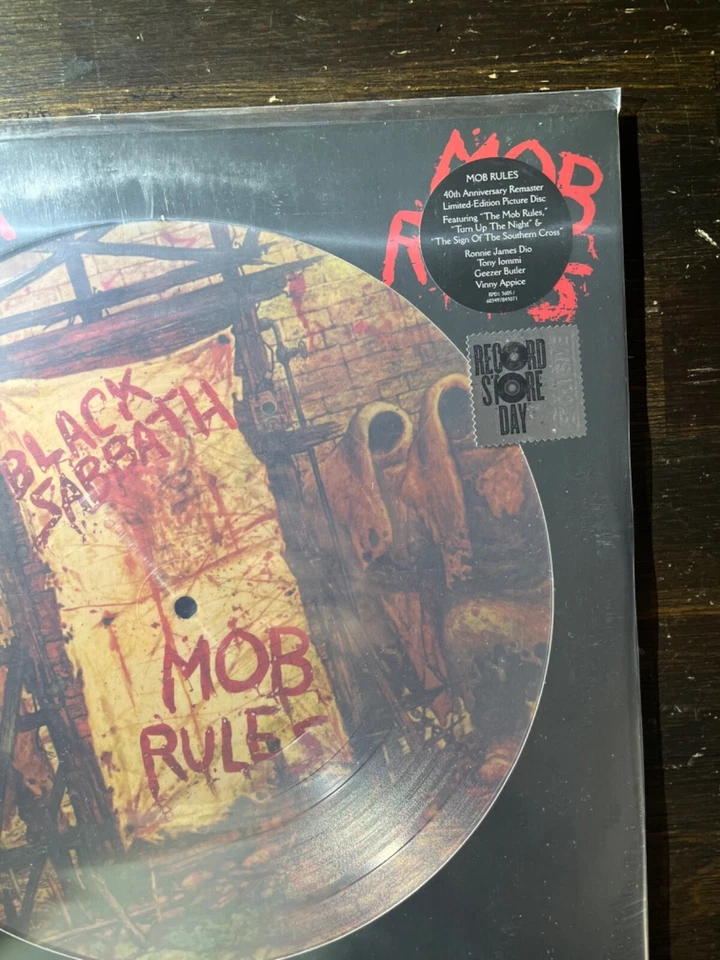 MOB
RULES
MOB RULES
40th Anniversary Remaster
Limited-Edition Picture Disc
Featuring "The Mob Rules,"
"Turn Up The Night" &
"The Sign Of The Southern Cross"
Ronnie James Dio
Tony Iommi
Geezer Butler
Vinny Appice
RECORD
STORE
DAY
BLACK
SABBATH
MOB
RULES